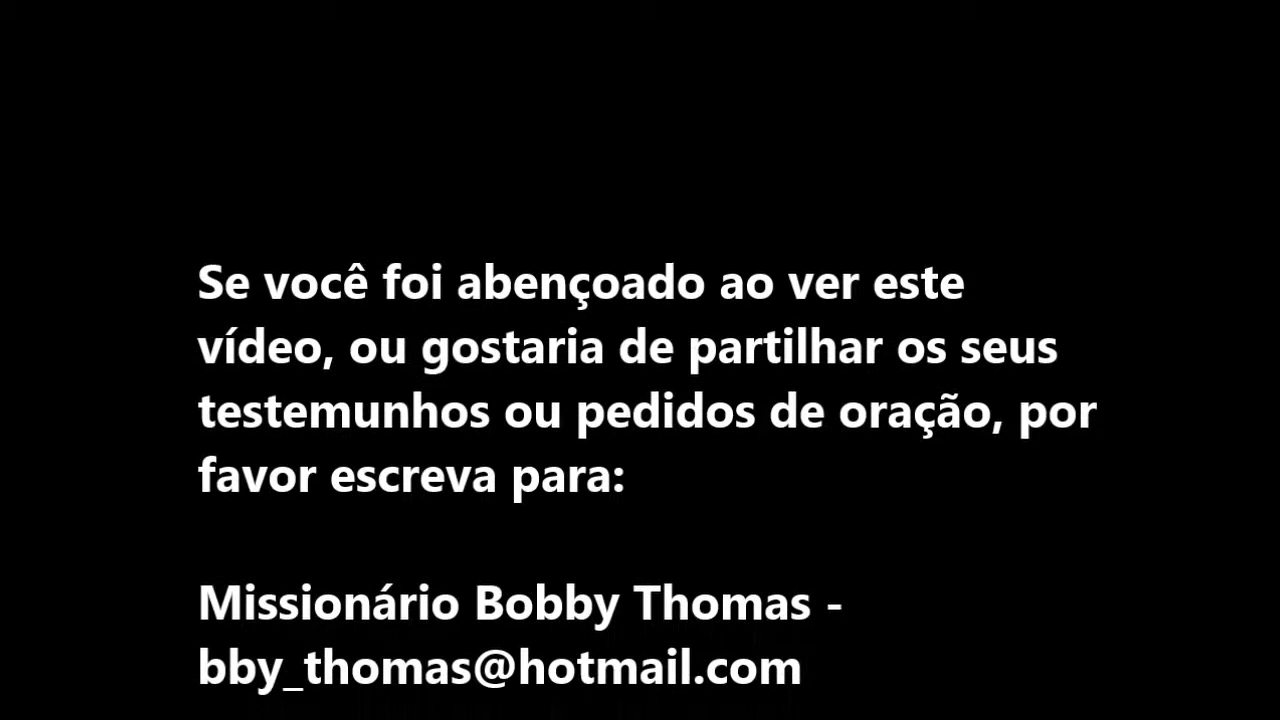 Se você foi abençoado ao ver este
vídeo, ou gostaria de partilhar os seus
testemunhos ou pedidos de oração, por
favor escreva para:
Missionário Bobby Thomas -
bby_thomas@hotmail.com